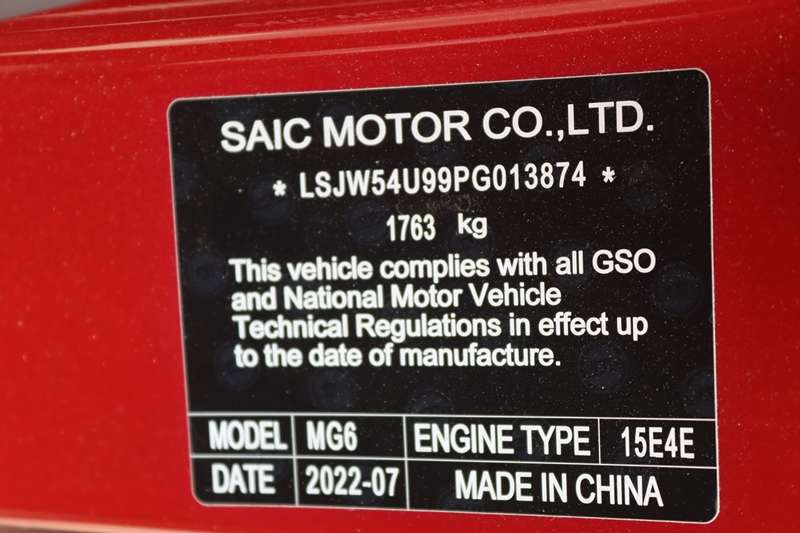 SAIC MOTOR CO.,LTD.
* LSJW54U99PG013874 *
1763 kg
This vehicle complies with all GSO
and National Motor Vehicle
Technical Regulations in effect up
to the date of manufacture.
MODEL MG6 ENGINE TYPE 15E4E
DATE 2022-07 MADE IN CHINA